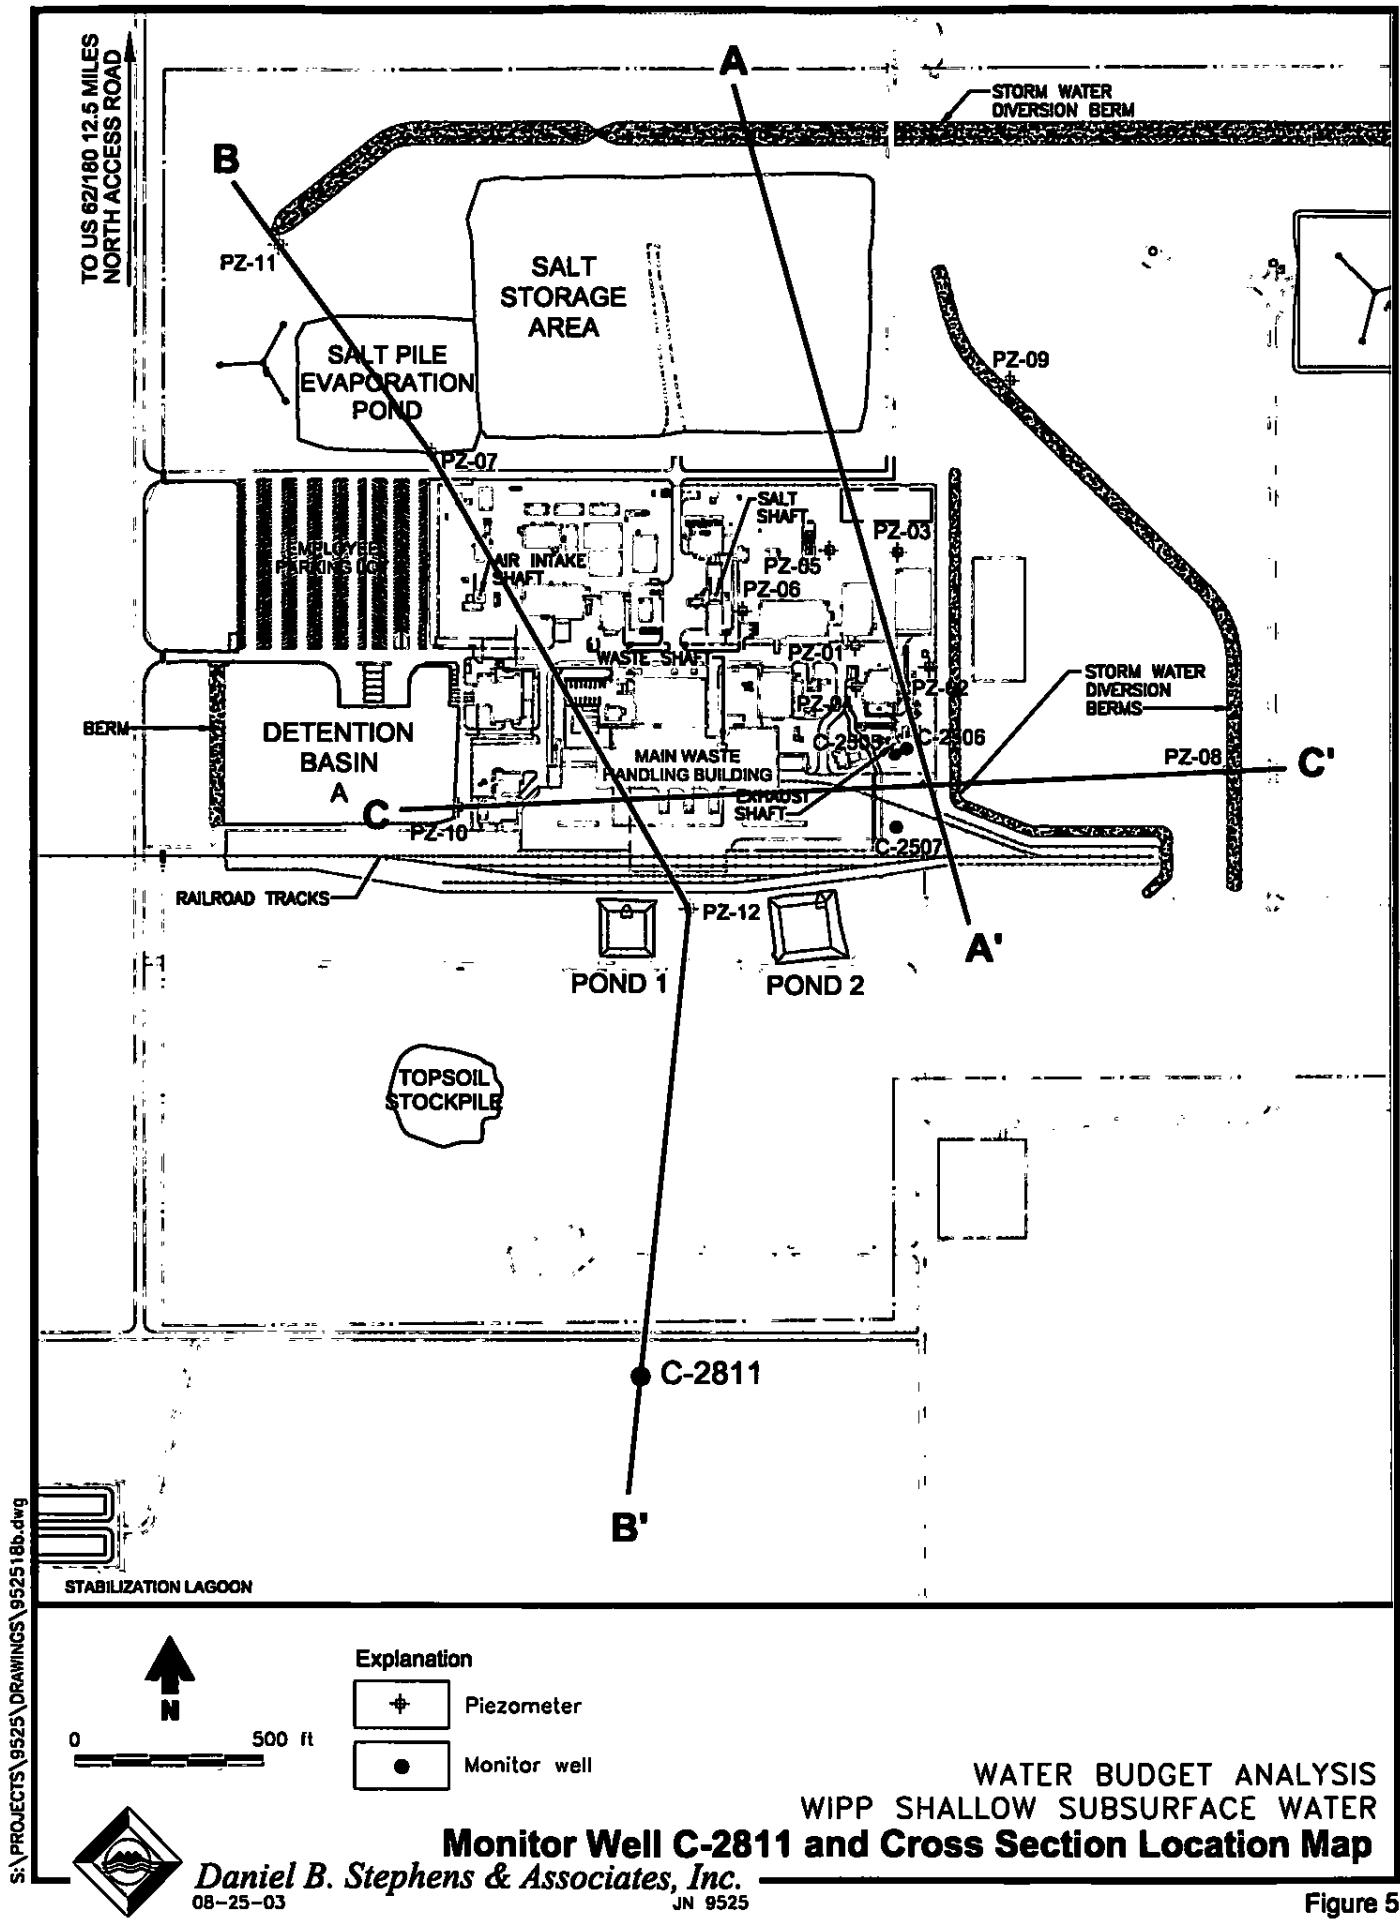 TO US 62/180 12.5 MILES
NORTH ACCESS ROAD
A
STORM WATER
DIVERSION BERM
B
PZ-11
SALT
STORAGE
AREA
SALT PILE
EVAPORATION
POND
PZ-09
PZ-07
SALT
SHAFT
PZ-03
EMPLOYEE
PARKING LOT
AIR INTAKE
SHAFT
PZ-05
PZ-06
PZ-01
WASTE SHAFT
PZ-02
STORM WATER
DIVERSION
BERMS
PZ-04
BERM
DETENTION
BASIN
A
C-2505
C-2506
MAIN WASTE
HANDLING BUILDING
PZ-08
C'
EXHAUST
SHAFT
C
PZ-10
C-2507
RAILROAD TRACKS
PZ-12
A'
POND 1
POND 2
TOPSOIL
STOCKPILE
C-2811
B'
STABILIZATION LAGOON
S:\PROJECTS\9525\DRAWINGS\952518b.dwg
N
0 500 ft
Explanation
Piezometer
Monitor well
WATER BUDGET ANALYSIS
WIPP SHALLOW SUBSURFACE WATER
Monitor Well C-2811 and Cross Section Location Map
Daniel B. Stephens & Associates, Inc.
08-25-03
JN 9525
Figure 5